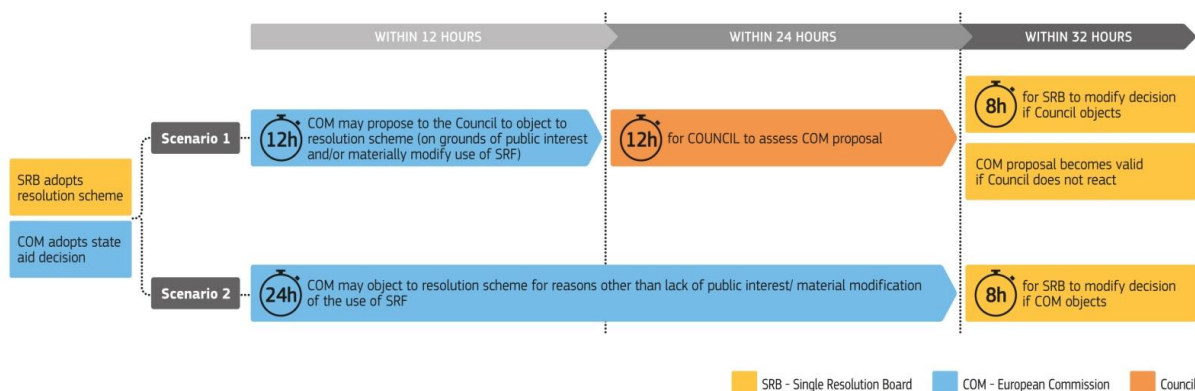 WITHIN 12 HOURS
WITHIN 24 HOURS
WITHIN 32 HOURS
Scenario 1
12h
COM may propose to the Council to object to
resolution scheme (on grounds of public interest
and/or materially modify use of SRF)
12h
for COUNCIL to assess COM proposal
8h
for SRB to modify decision
if Council objects
COM proposal becomes valid
if Council does not react
SRB adopts
resolution scheme
COM adopts state
aid decision
Scenario 2
24h
COM may object to resolution scheme for reasons other than lack of public interest/ material modification
of the use of SRF
8h
for SRB to modify decision
if COM objects
SRB - Single Resolution Board
COM - European Commission
Council